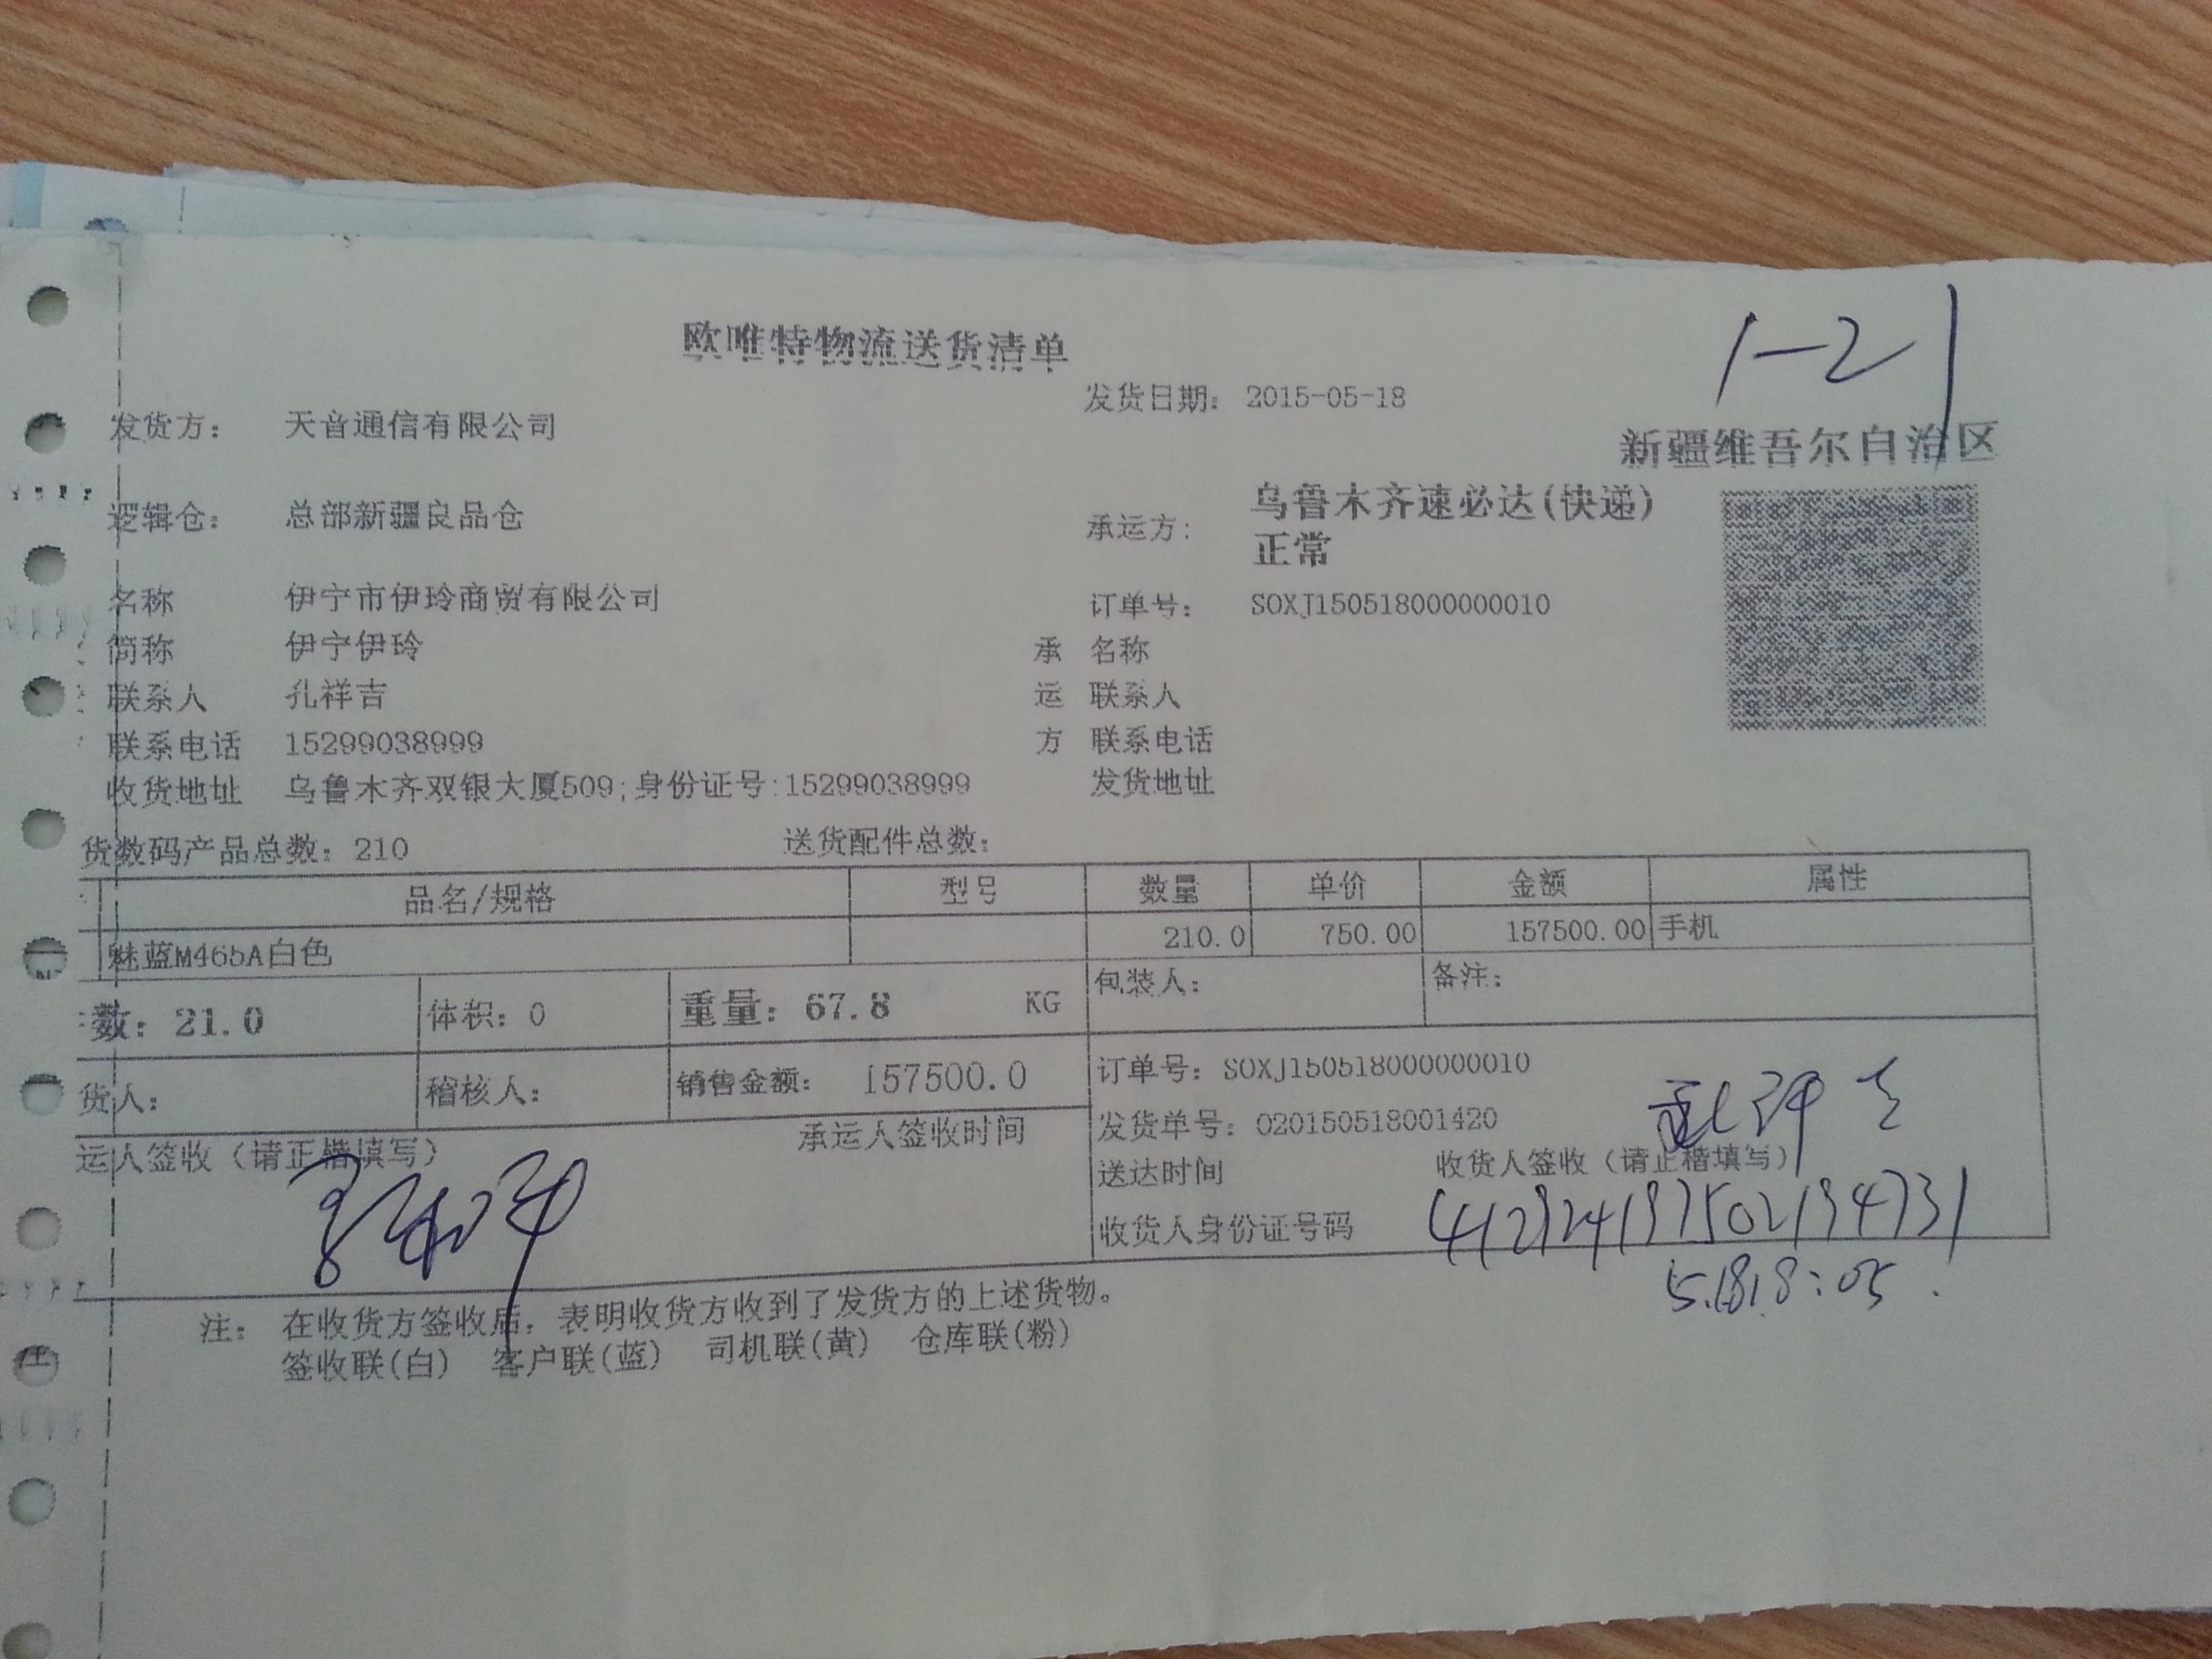 1-21
欧唯特物流送货清单
发货日期: 2015-05-18
发货方: 天音通信有限公司
新疆维吾尔自治区
逻辑仓: 总部新疆良品仓
承运方: 乌鲁木齐速必达(快递)
正常
名称 伊宁市伊玲商贸有限公司
订单号: SOXJ150518000000010
简称 伊宁伊玲
承 名称
联系人 孔祥吉
运 联系人
联系电话 15299038999
方 联系电话
收货地址 乌鲁木齐双银大厦509;身份证号:15299038999
发货地址
货数码产品总数: 210 送货配件总数:
品名/规格 型号 数量 单价 金额 属性
魅蓝M465A白色 210.0 750.00 157500.00 手机
数: 21.0 体积: 0 重量: 67.8 KG 包装人: 备注:
货人: 稽核人: 销售金额: 157500.0
订单号: SOXJ150518000000010
发货单号: 020150518001420
运人签收(请正楷填写) 承运人签收时间
送达时间 收货人签收(请正楷填写)
孔祥吉
收货人身份证号码
5.18 18:05
注: 在收货方签收后, 表明收货方收到了发货方的上述货物。
签收联(白) 客户联(蓝) 司机联(黄) 仓库联(粉)